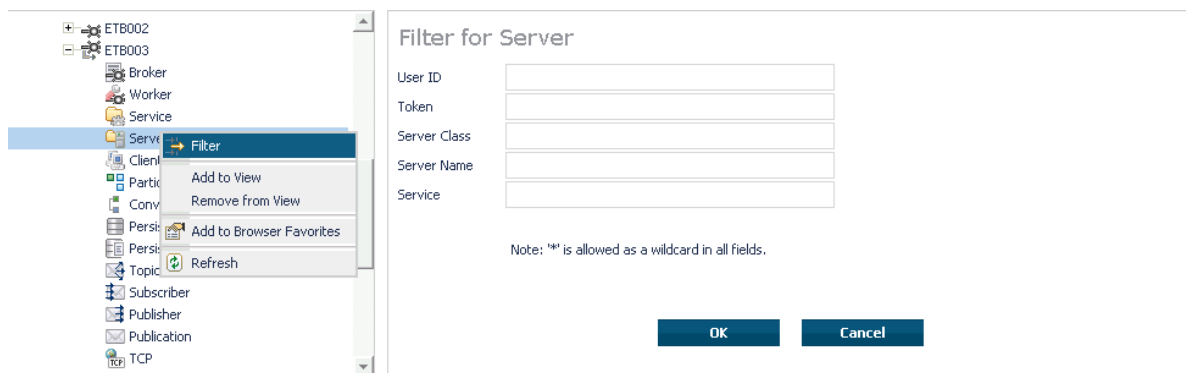 ETB002
ETB003
Broker
Worker
Service
Serve
Client
Partic
Conv
Persis
Persis
Topic
Subscriber
Publisher
Publication
TCP
TCP
Filter
Add to View
Remove from View
Add to Browser Favorites
Refresh
Filter for Server
User ID
Token
Server Class
Server Name
Service
Note: '*' is allowed as a wildcard in all fields.
OK
Cancel